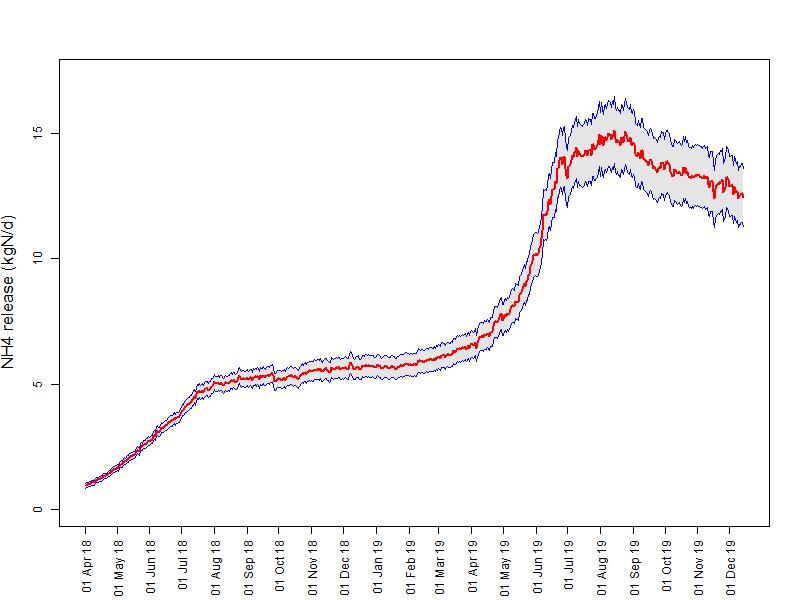 NH4 release (kgN/d)
15
10
5
0
01 Apr 18
01 May 18
01 Jun 18
01 Jul 18
01 Aug 18
01 Sep 18
01 Oct 18
01 Nov 18
01 Dec 18
01 Jan 19
01 Feb 19
01 Mar 19
01 Apr 19
01 May 19
01 Jun 19
01 Jul 19
01 Aug 19
01 Sep 19
01 Oct 19
01 Nov 19
01 Dec 19